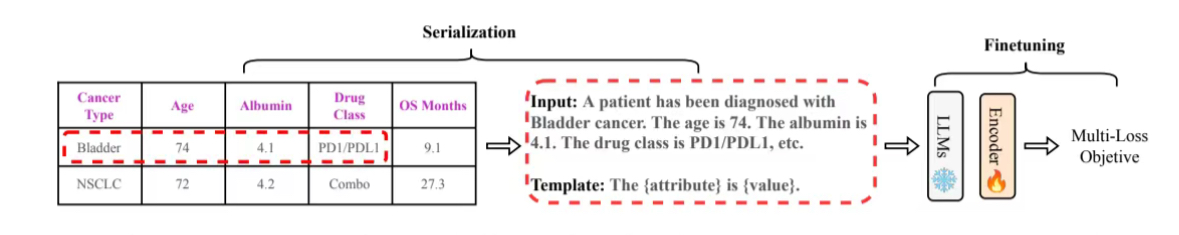 Serialization
Finetuning
Cancer Type Age Albumin Drug Class OS Months
Bladder 74 4.1 PD1/PDL1 9.1
NSCLC 72 4.2 Combo 27.3
Input: A patient has been diagnosed with
Bladder cancer. The age is 74. The albumin is
4.1. The drug class is PD1/PDL1, etc.
Template: The {attribute} is {value}.
LLMs
Encoder
Multi-Loss
Objetive